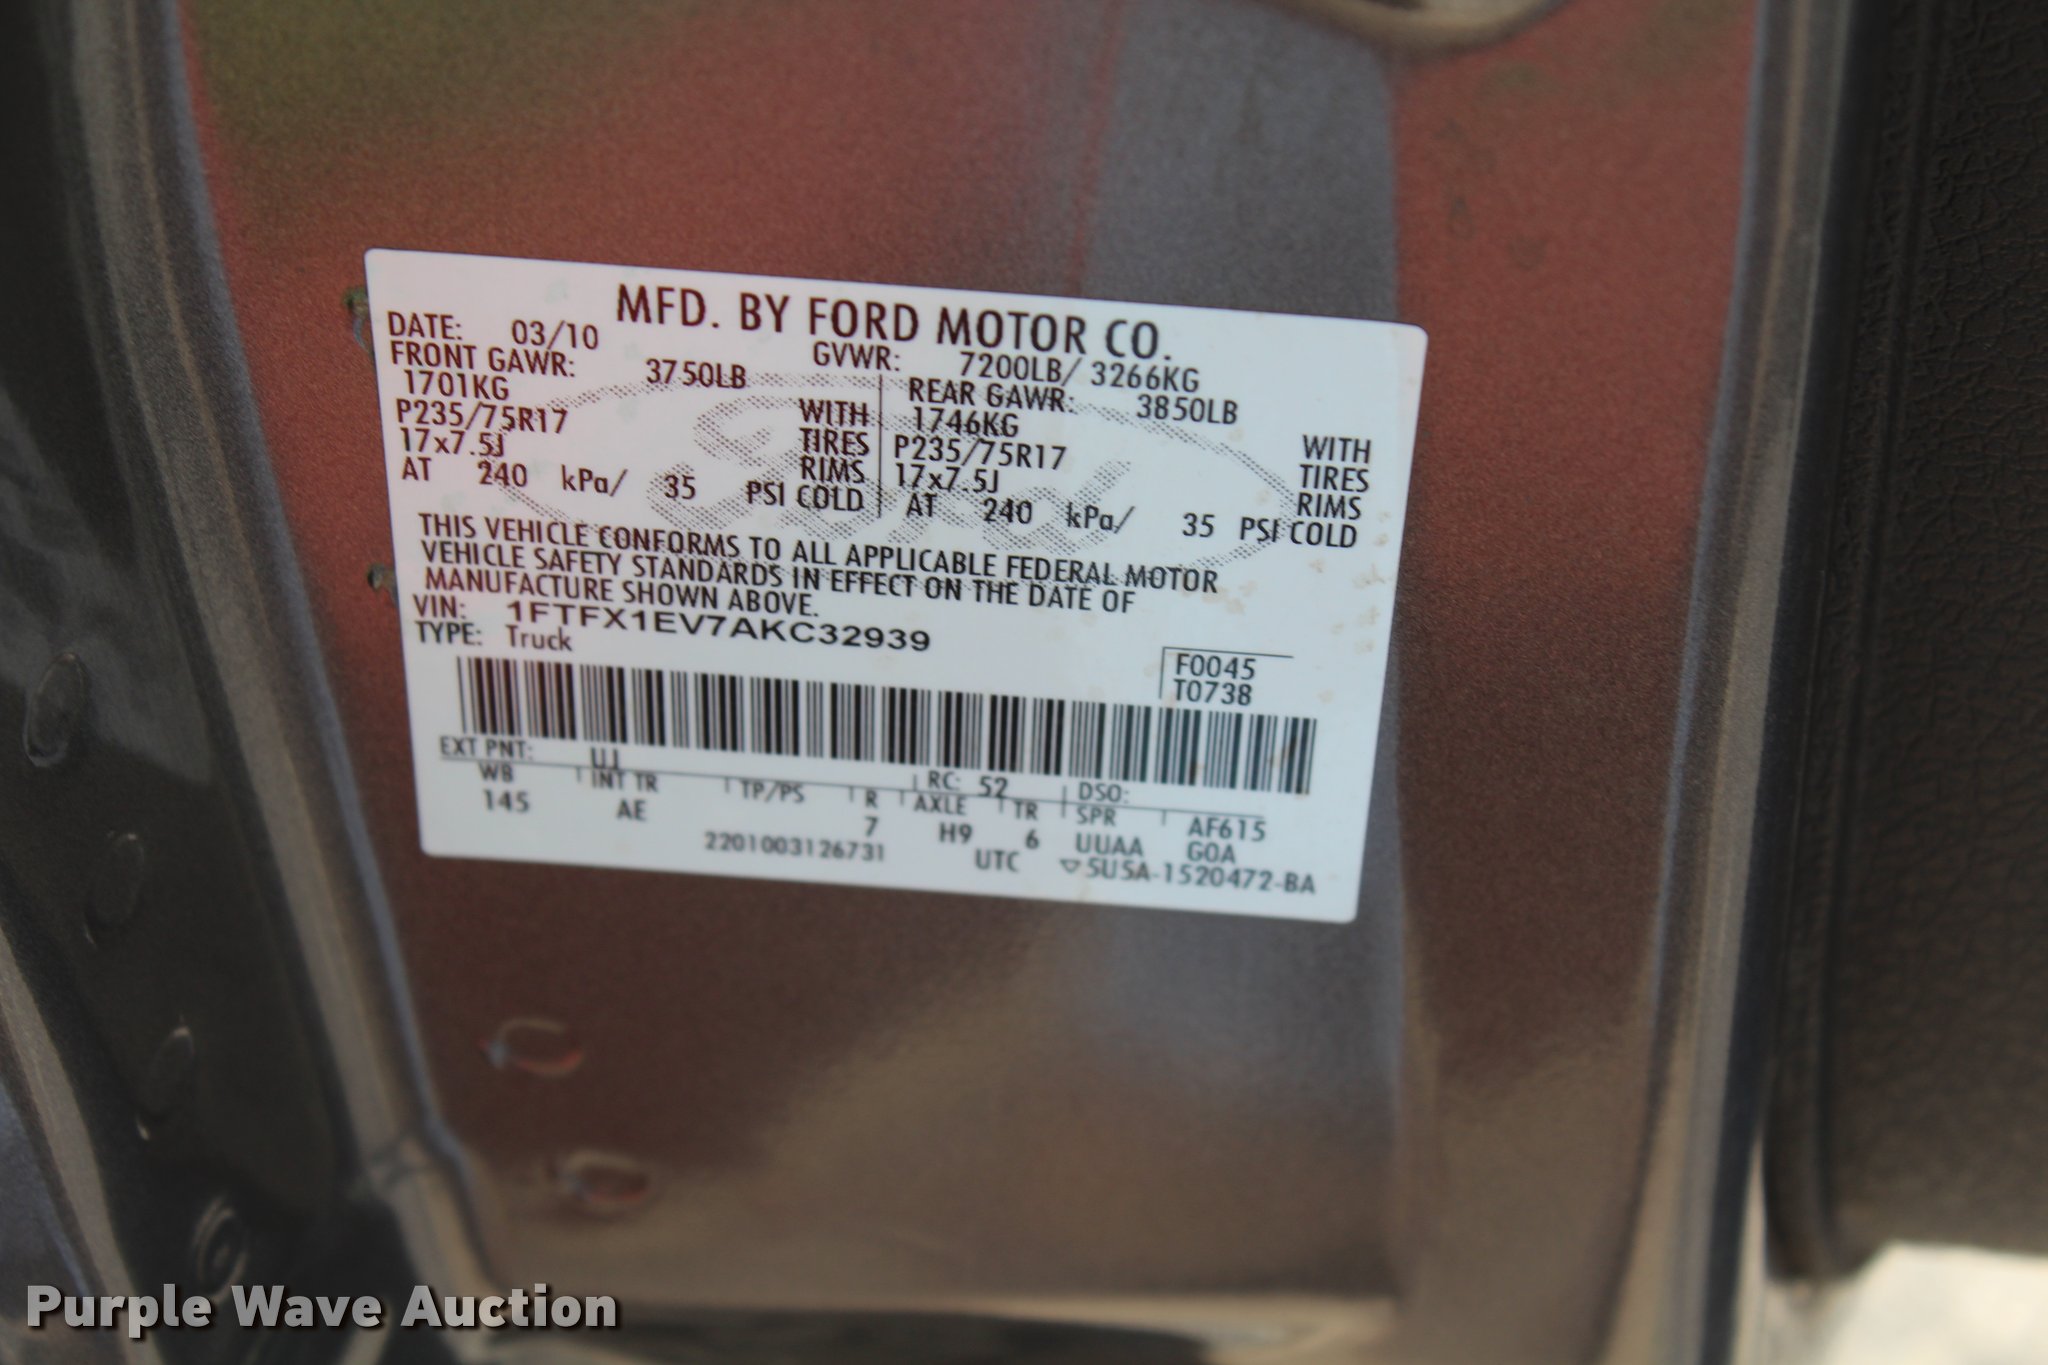 MFD. BY FORD MOTOR CO.
DATE: 03/10 GVWR: 7200LB/ 3266KG
FRONT GAWR: 3750LB REAR GAWR: 3850LB
1701KG WITH 1746KG WITH
P235/75R17 TIRES P235/75R17 TIRES
17x7.5J RIMS 17x7.5J RIMS
AT 240 kPa/ 35 PSI COLD AT 240 kPa/ 35 PSI COLD
Ford
THIS VEHICLE CONFORMS TO ALL APPLICABLE FEDERAL MOTOR
VEHICLE SAFETY STANDARDS IN EFFECT ON THE DATE OF
MANUFACTURE SHOWN ABOVE.
VIN: 1FTFX1EV7AKC32939
TYPE: Truck
F0045
T0738
EXT PNT: UJ RC: 52 DSO:
WB INT TR TP/PS R AXLE TR SPR AF615
145 AE 7 H9 6 UUAA G0A
2201003126731 UTC ▽5U5A-1520472-BA
Purple Wave Auction